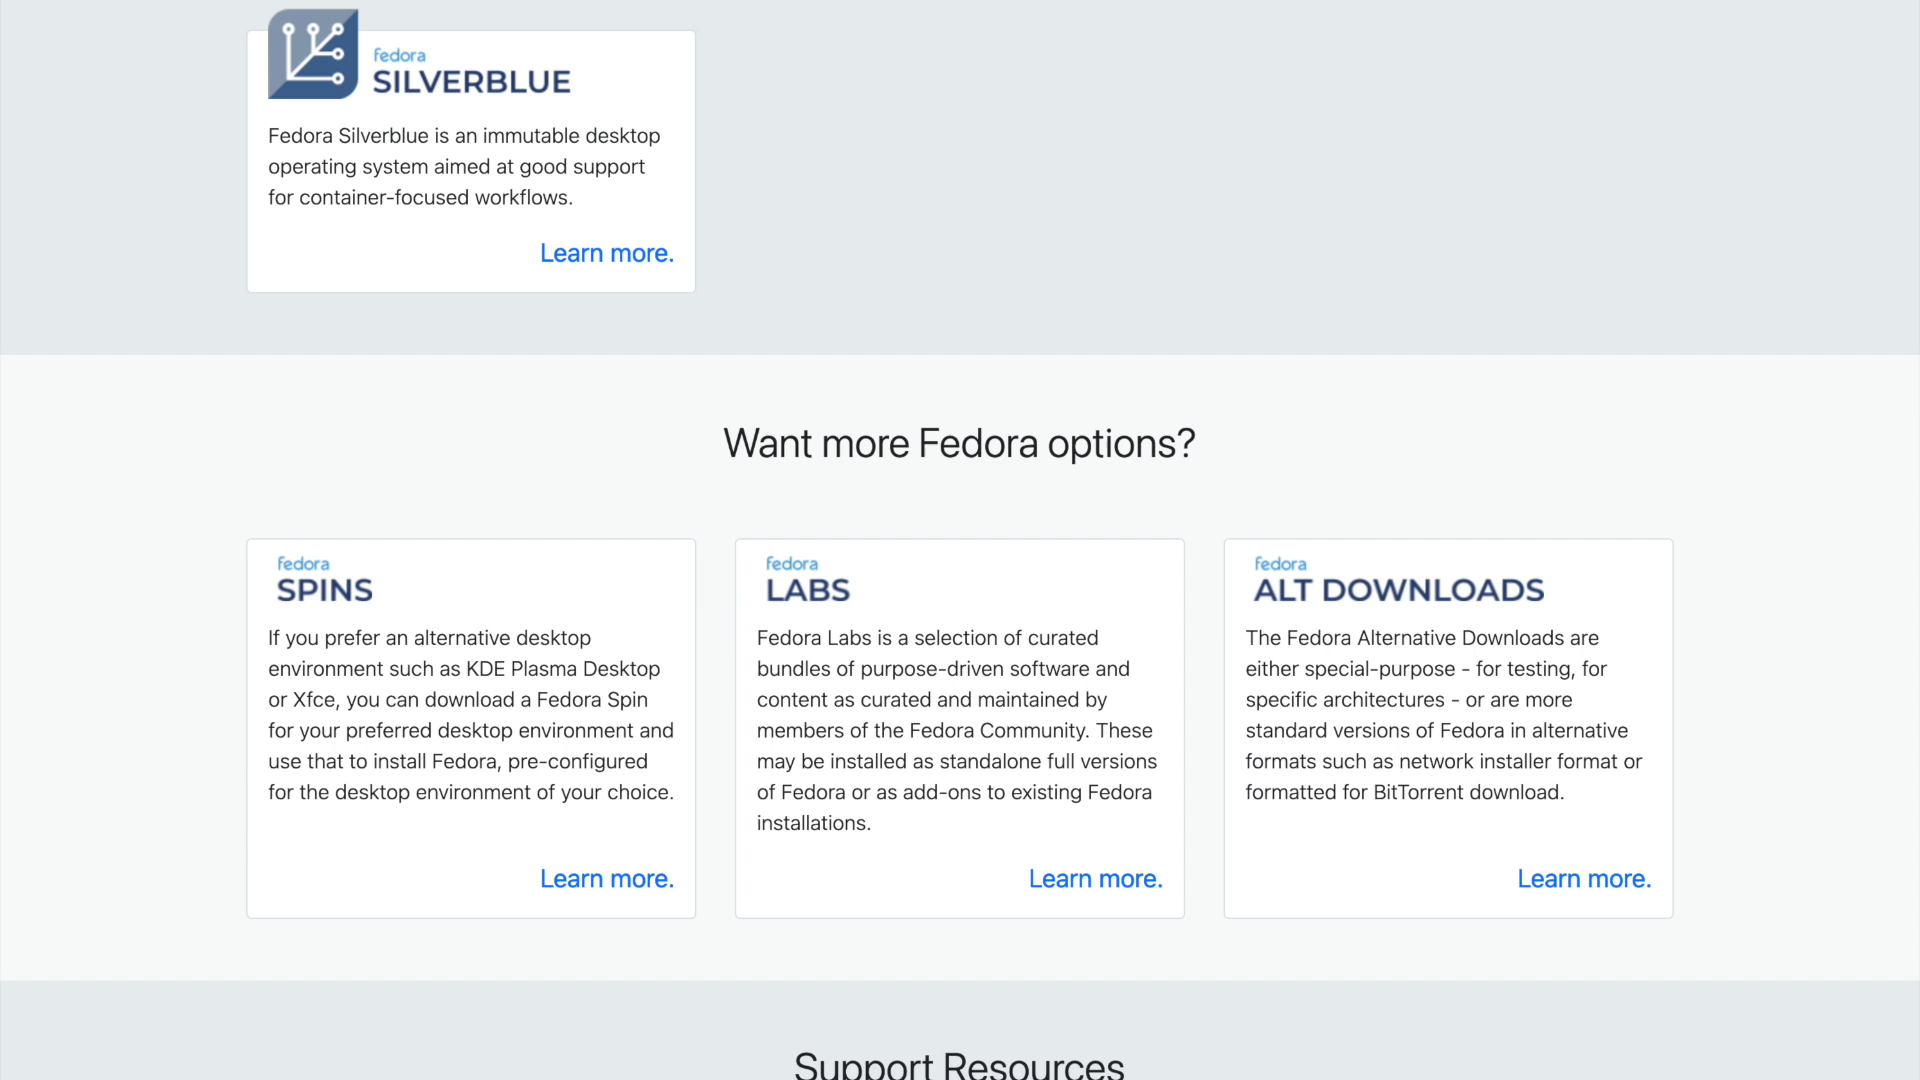 fedora
SILVERBLUE
Fedora Silverblue is an immutable desktop
operating system aimed at good support
for container-focused workflows.
Learn more.
Want more Fedora options?
fedora
SPINS
If you prefer an alternative desktop
environment such as KDE Plasma Desktop
or Xfce, you can download a Fedora Spin
for your preferred desktop environment and
use that to install Fedora, pre-configured
for the desktop environment of your choice.
Learn more.
fedora
LABS
Fedora Labs is a selection of curated
bundles of purpose-driven software and
content as curated and maintained by
members of the Fedora Community. These
may be installed as standalone full versions
of Fedora or as add-ons to existing Fedora
installations.
Learn more.
fedora
ALT DOWNLOADS
The Fedora Alternative Downloads are
either special-purpose - for testing, for
specific architectures - or are more
standard versions of Fedora in alternative
formats such as network installer format or
formatted for BitTorrent download.
Learn more.
Support Resources